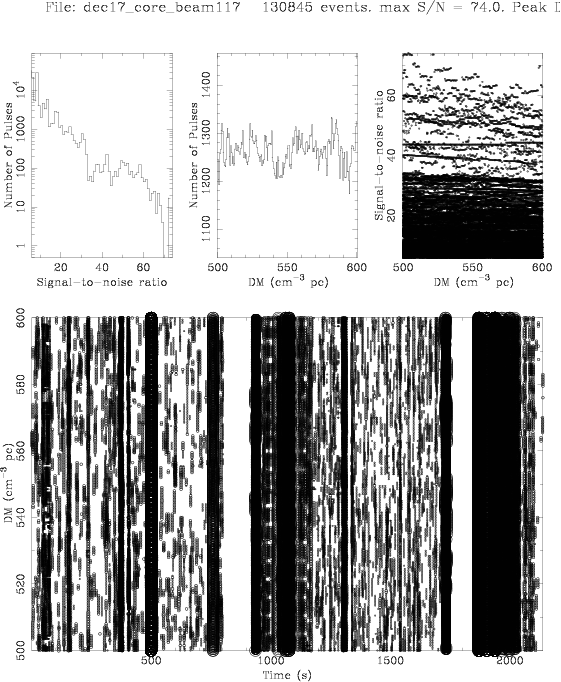 File: dec17_core_beam117 130845 events. max S/N = 74.0. Peak D
Number of Pulses
10⁴
1000
100
10
1
20 40 60
Signal-to-noise ratio
Number of Pulses
1400
1300
1200
1100
500 550 600
DM (cm⁻³ pc)
Signal-to-noise ratio
60
40
20
500 550 600
DM (cm⁻³ pc)
DM (cm⁻³ pc)
600
580
560
540
520
500
500 1000 1500 2000
Time (s)